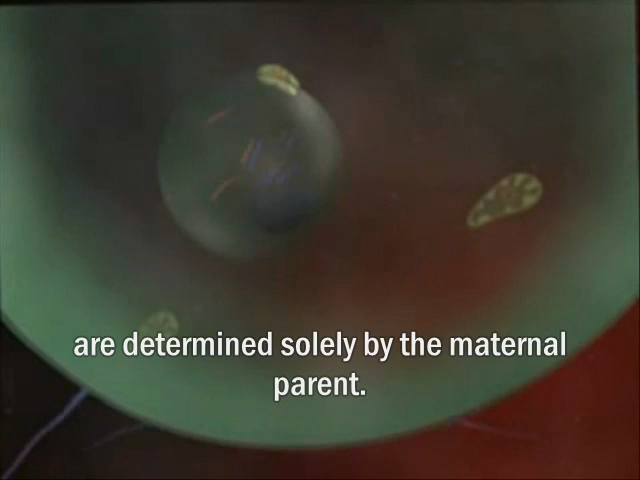 are determined solely by the maternal
parent.